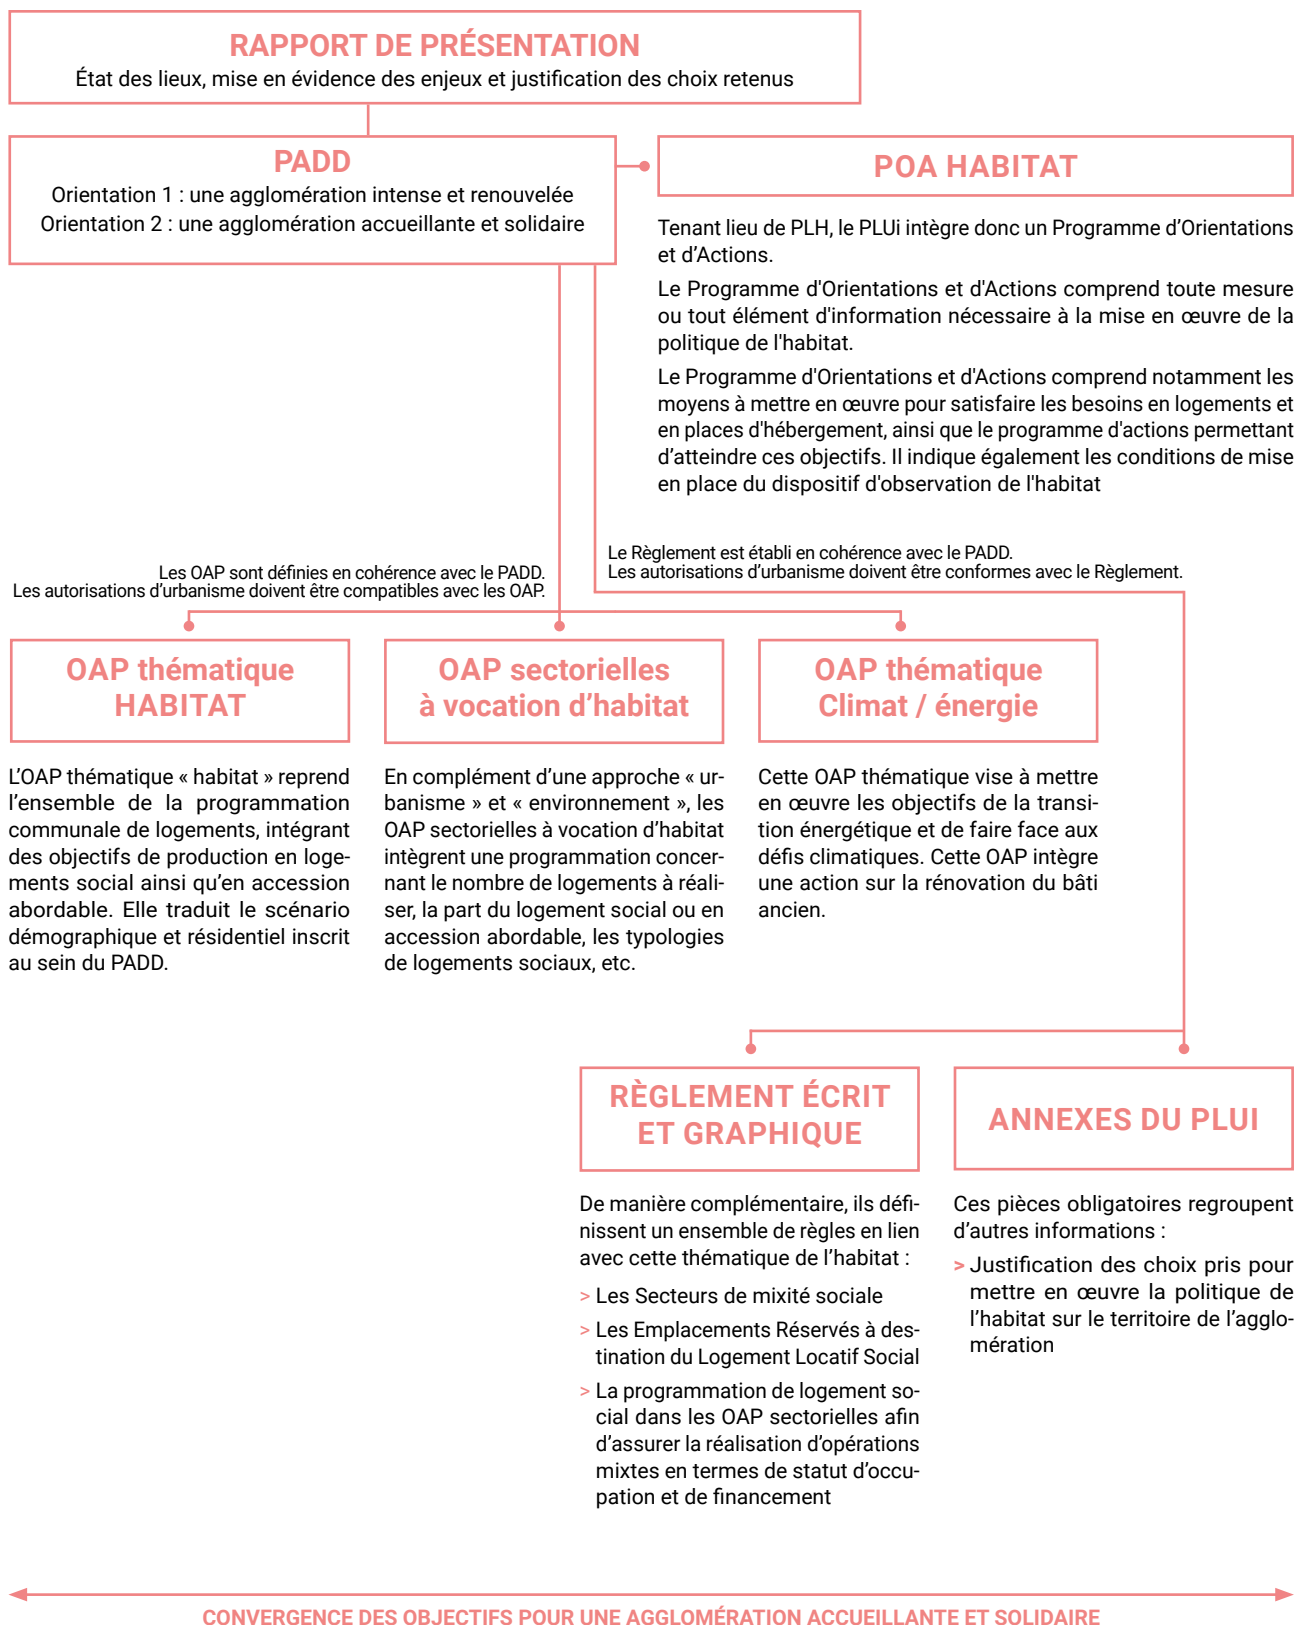 RAPPORT DE PRÉSENTATION
État des lieux, mise en évidence des enjeux et justification des choix retenus
PADD
Orientation 1 : une agglomération intense et renouvelée
Orientation 2 : une agglomération accueillante et solidaire
POA HABITAT
Tenant lieu de PLH, le PLUi intègre donc un Programme d’Orientations
et d’Actions.
Le Programme d'Orientations et d'Actions comprend toute mesure
ou tout élément d'information nécessaire à la mise en œuvre de la
politique de l'habitat.
Le Programme d'Orientations et d'Actions comprend notamment les
moyens à mettre en œuvre pour satisfaire les besoins en logements et
en places d'hébergement, ainsi que le programme d'actions permettant
d’atteindre ces objectifs. Il indique également les conditions de mise
en place du dispositif d'observation de l'habitat
Les OAP sont définies en cohérence avec le PADD.
Les autorisations d’urbanisme doivent être compatibles avec les OAP.
Le Règlement est établi en cohérence avec le PADD.
Les autorisations d’urbanisme doivent être conformes avec le Règlement.
OAP thématique
HABITAT
L’OAP thématique « habitat » reprend
l’ensemble de la programmation
communale de logements, intégrant
des objectifs de production en loge-
ments social ainsi qu’en accession
abordable. Elle traduit le scénario
démographique et résidentiel inscrit
au sein du PADD.
OAP sectorielles
à vocation d’habitat
En complément d’une approche « ur-
banisme » et « environnement », les
OAP sectorielles à vocation d’habitat
intègrent une programmation concer-
nant le nombre de logements à réali-
ser, la part du logement social ou en
accession abordable, les typologies
de logements sociaux, etc.
OAP thématique
Climat / énergie
Cette OAP thématique vise à mettre
en œuvre les objectifs de la transi-
tion énergétique et de faire face aux
défis climatiques. Cette OAP intègre
une action sur la rénovation du bâti
ancien.
RÈGLEMENT ÉCRIT
ET GRAPHIQUE
De manière complémentaire, ils défi-
nissent un ensemble de règles en lien
avec cette thématique de l’habitat :
> Les Secteurs de mixité sociale
> Les Emplacements Réservés à des-
tination du Logement Locatif Social
> La programmation de logement so-
cial dans les OAP sectorielles afin
d’assurer la réalisation d’opérations
mixtes en termes de statut d’occu-
pation et de financement
ANNEXES DU PLUI
Ces pièces obligatoires regroupent
d’autres informations :
> Justification des choix pris pour
mettre en œuvre la politique de
l’habitat sur le territoire de l’agglo-
mération
CONVERGENCE DES OBJECTIFS POUR UNE AGGLOMÉRATION ACCUEILLANTE ET SOLIDAIRE